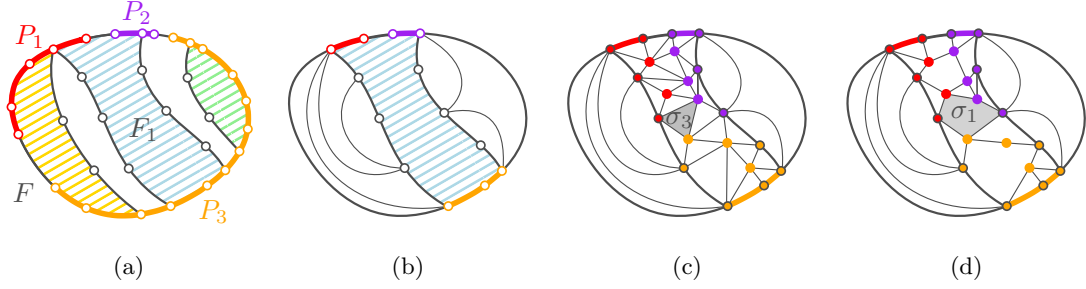 P₂
P₁
F₁
σ₃
σ₁
F
P₃
(a) (b) (c) (d)